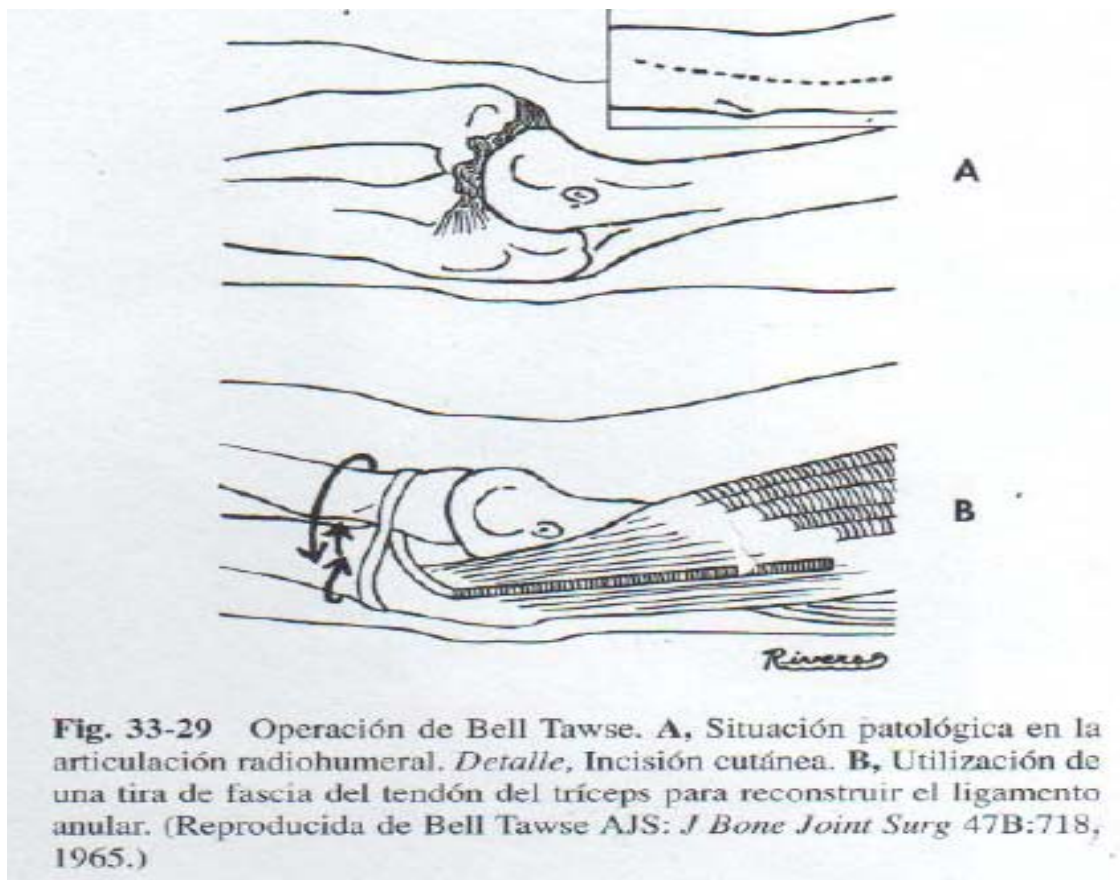 A
B
Riveros
Fig. 33-29 Operación de Bell Tawse. A, Situación patológica en la
articulación radiohumeral. Detalle, Incisión cutánea. B, Utilización de
una tira de fascia del tendón del tríceps para reconstruir el ligamento
anular. (Reproducida de Bell Tawse AJS: J Bone Joint Surg 47B:718,
1965.)